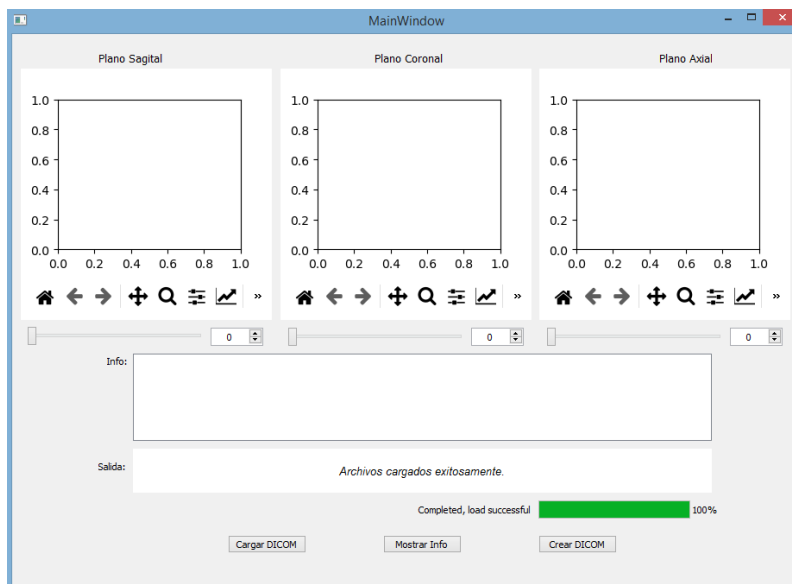 MainWindow
Plano Sagital Plano Coronal Plano Axial
1.0 1.0 1.0
0.8 0.8 0.8
0.6 0.6 0.6
0.4 0.4 0.4
0.2 0.2 0.2
0.0 0.0 0.0
0.0 0.2 0.4 0.6 0.8 1.0 0.0 0.2 0.4 0.6 0.8 1.0 0.0 0.2 0.4 0.6 0.8 1.0
» » »
0 0 0
Info:
Salida: Archivos cargados exitosamente.
Completed, load successful 100%
Cargar DICOM Mostrar Info Crear DICOM